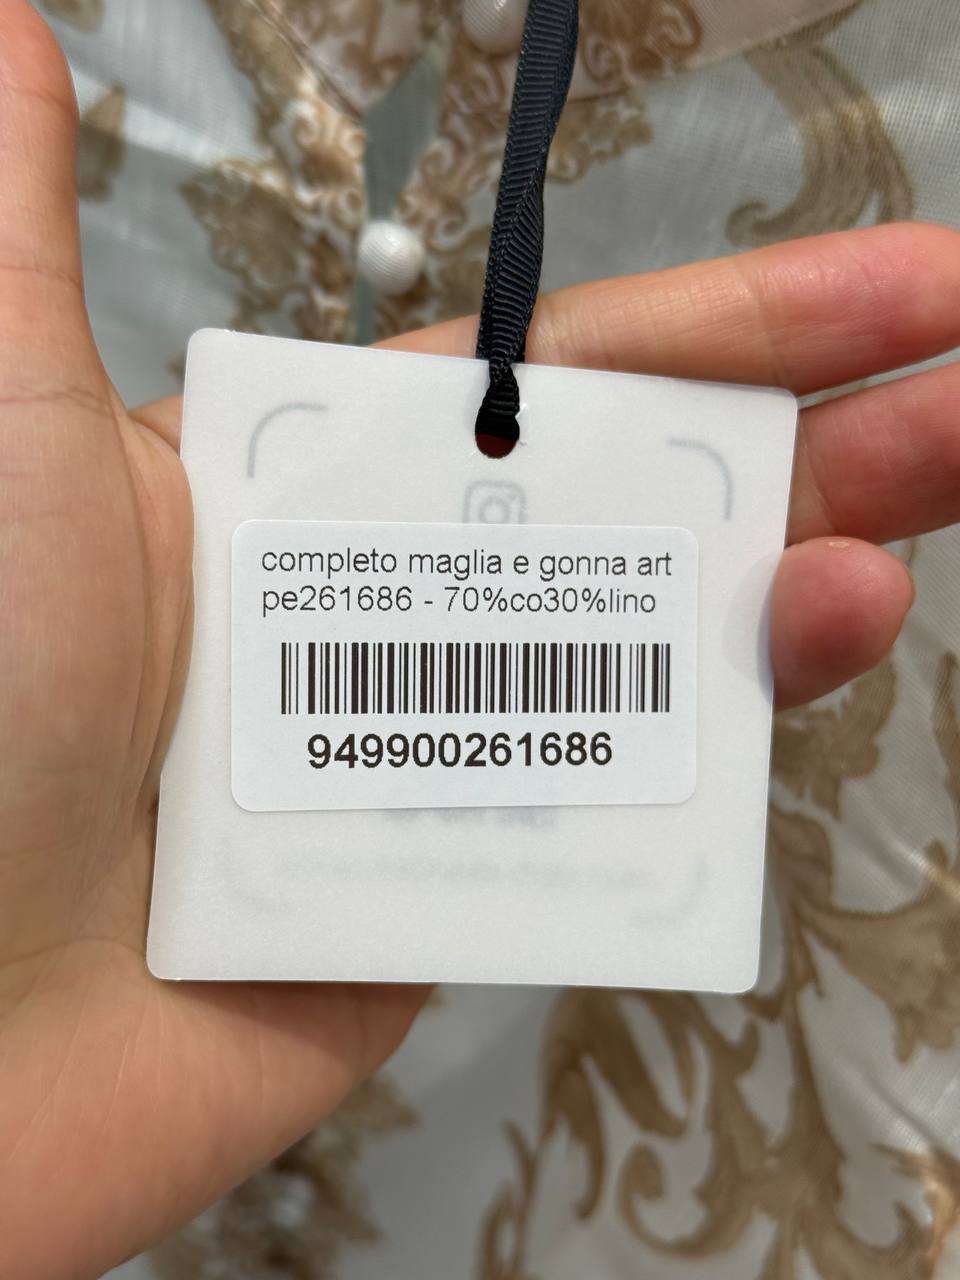 completo maglia e gonna art
pe261686 - 70%co30%lino
949900261686